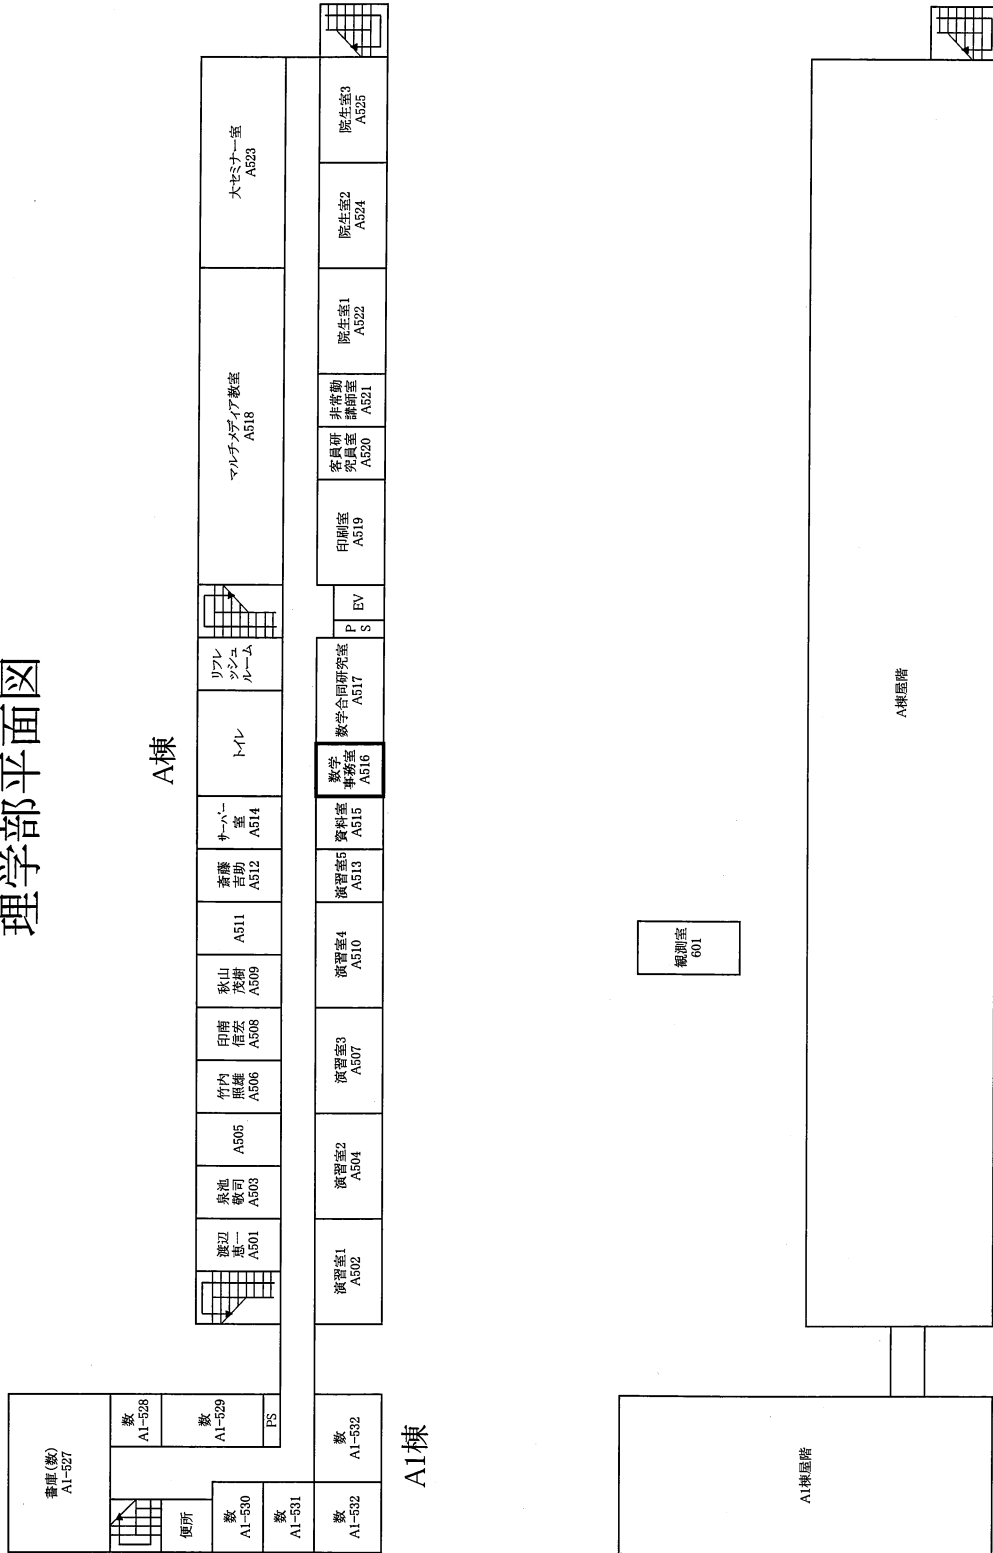 理学部平面図
A棟
大セミナー室
A523
マルチメディア教室
A518
リフレ
ッシュ
ルーム
トイレ
サーバー
室
A514
斎藤
吉助
A512
A511
秋山
茂樹
A509
印南
信宏
A508
竹内
照雄
A506
A505
泉池
敬司
A503
渡辺
恵一
A501
院生室3
A525
院生室2
A524
院生室1
A522
非常勤
講師室
A521
客員研
究員室
A520
印刷室
A519
EV
P
S
数学合同研究室
A517
数学
事務室
A516
資料室
A515
演習室5
A513
演習室4
A510
演習室3
A507
演習室2
A504
演習室1
A502
書庫(数)
A1-527
数
A1-528
数
A1-529
PS
数
A1-532
便所
数
A1-530
数
A1-531
数
A1-532
A1棟
観測室
601
A棟屋階
A1棟屋階